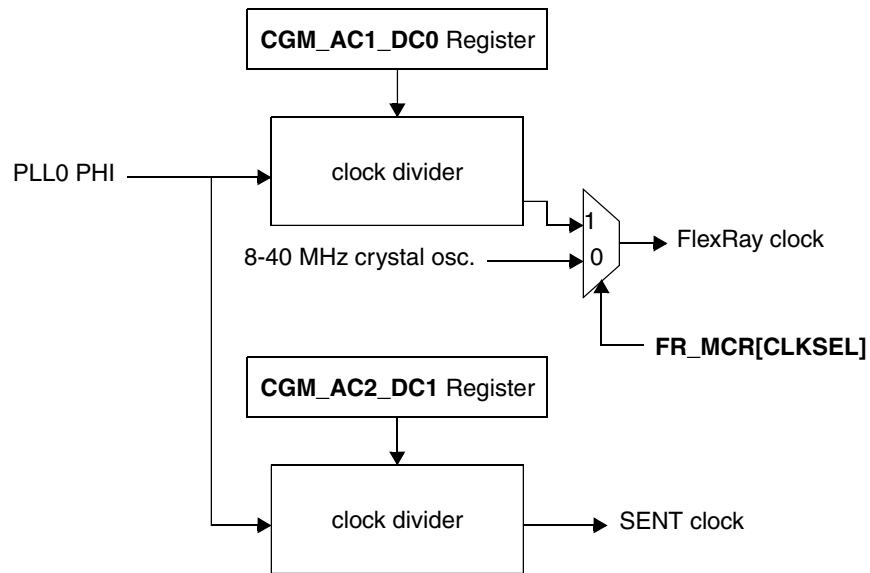 CGM_AC1_DC0 Register
clock divider
PLL0 PHI
1
FlexRay clock
8-40 MHz crystal osc.
0
FR_MCR[CLKSEL]
CGM_AC2_DC1 Register
clock divider
SENT clock